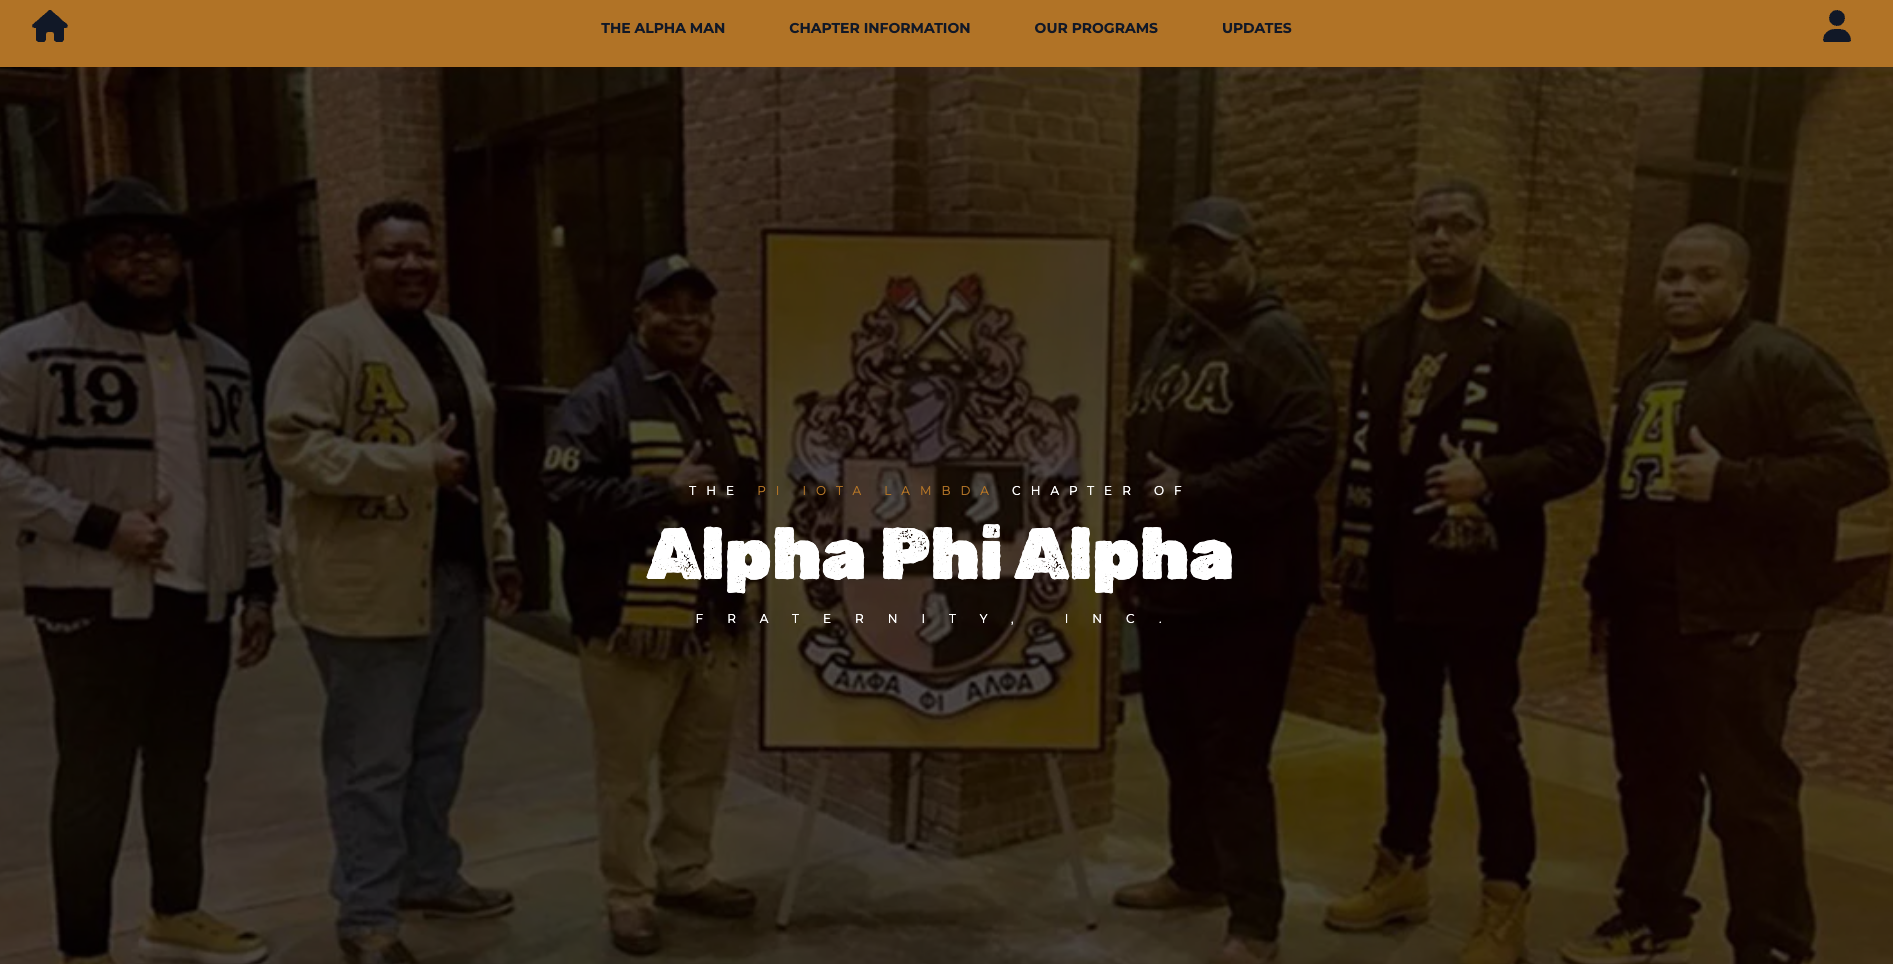 THE ALPHA MAN CHAPTER INFORMATION OUR PROGRAMS UPDATES
19 06
ΑΦΑ
06
ΑΦΑ
Α
THE PI IOTA LAMBDA CHAPTER OF
Alpha Phi Alpha
FRATERNITY, INC.
ΑΛΦΑ ΦΙ ΑΛΦΑ